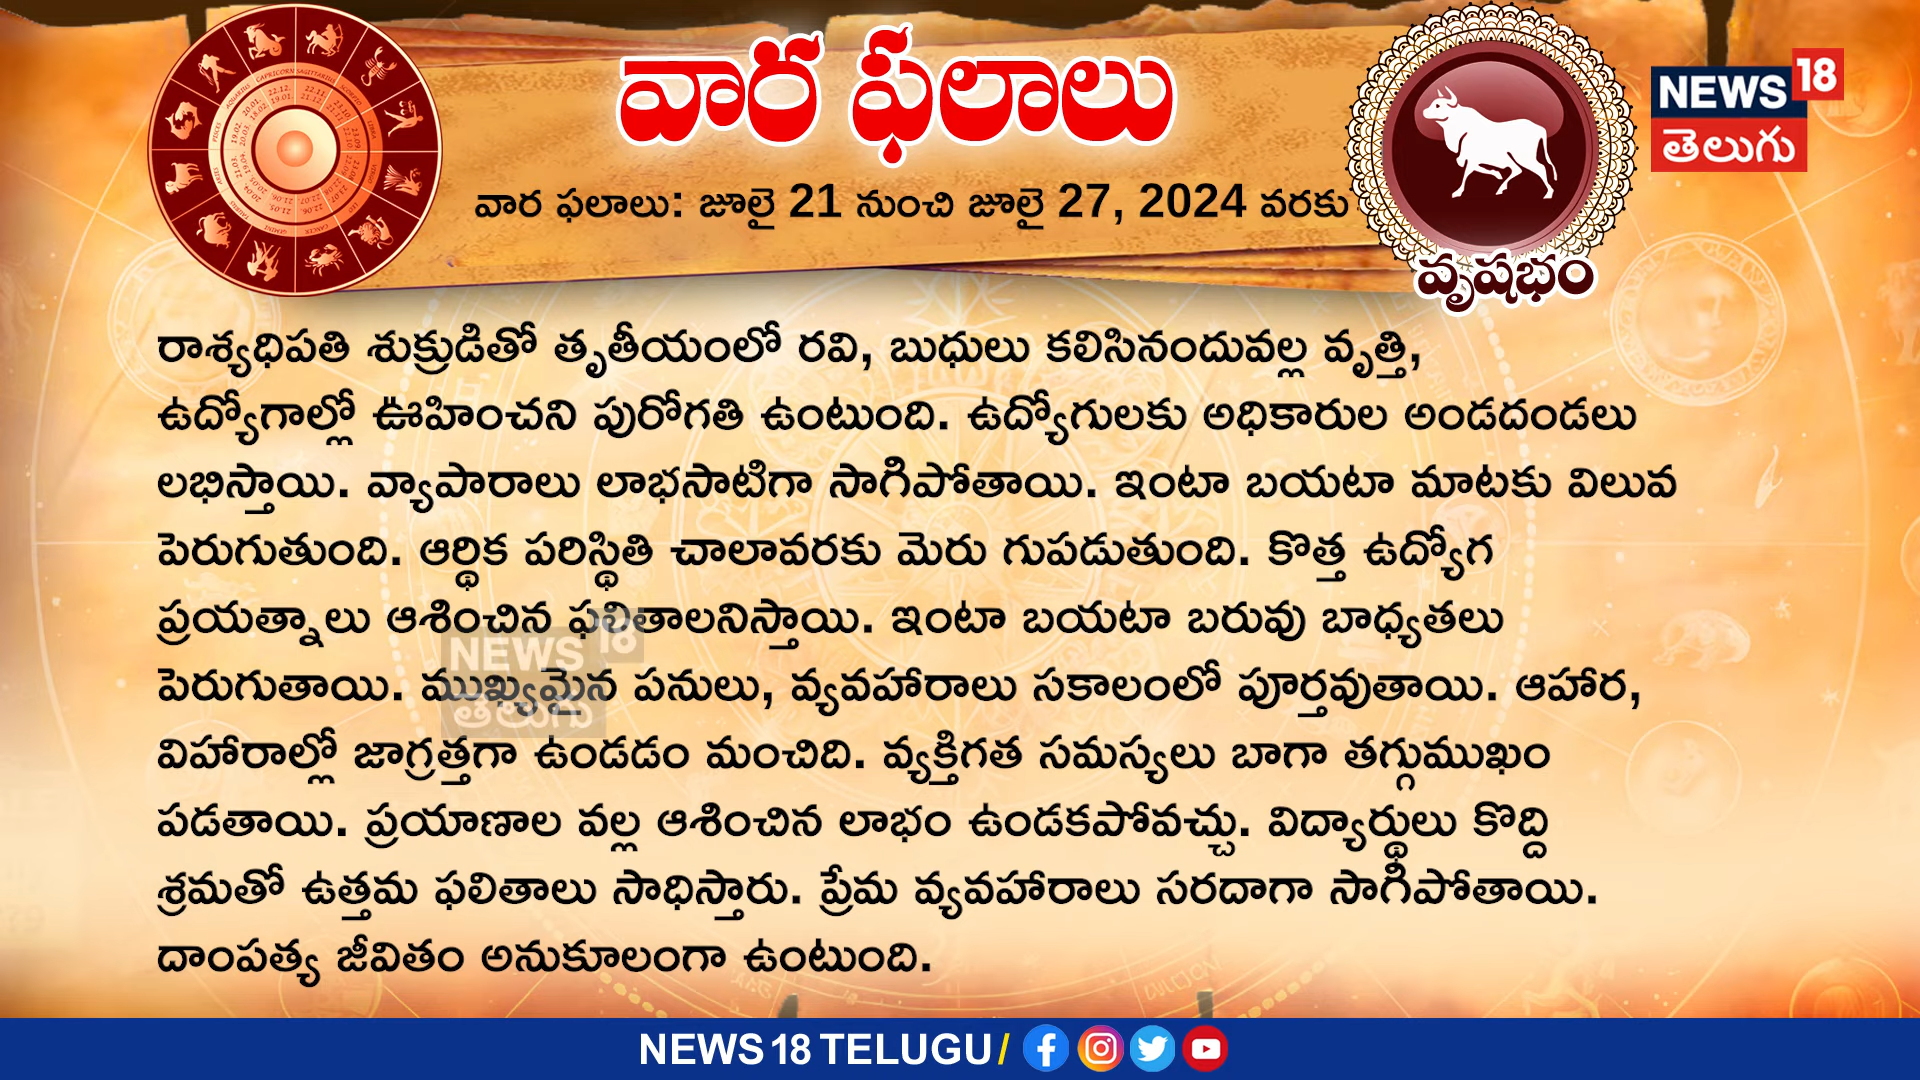 వార ఫలాలు
NEWS18
తెలుగు
వార ఫలాలు: జూలై 21 నుంచి జూలై 27, 2024 వరకు
వృషభం
రాశ్యధిపతి శుక్రుడితో తృతీయంలో రవి, బుధులు కలిసినందువల్ల వృత్తి,
ఉద్యోగాల్లో ఊహించని పురోగతి ఉంటుంది. ఉద్యోగులకు అధికారుల అండదండలు
లభిస్తాయి. వ్యాపారాలు లాభసాటిగా సాగిపోతాయి. ఇంటా బయటా మాటకు విలువ
పెరుగుతుంది. ఆర్థిక పరిస్థితి చాలావరకు మెరు గుపడుతుంది. కొత్త ఉద్యోగ
ప్రయత్నాలు ఆశించిన ఫలితాలనిస్తాయి. ఇంటా బయటా బరువు బాధ్యతలు
పెరుగుతాయి. ముఖ్యమైన పనులు, వ్యవహారాలు సకాలంలో పూర్తవుతాయి. ఆహార,
విహారాల్లో జాగ్రత్తగా ఉండడం మంచిది. వ్యక్తిగత సమస్యలు బాగా తగ్గుముఖం
పడతాయి. ప్రయాణాల వల్ల ఆశించిన లాభం ఉండకపోవచ్చు. విద్యార్థులు కొద్ది
శ్రమతో ఉత్తమ ఫలితాలు సాధిస్తారు. ప్రేమ వ్యవహారాలు సరదాగా సాగిపోతాయి.
దాంపత్య జీవితం అనుకూలంగా ఉంటుంది.
NEWS18
తెలుగు
NEWS 18 TELUGU /